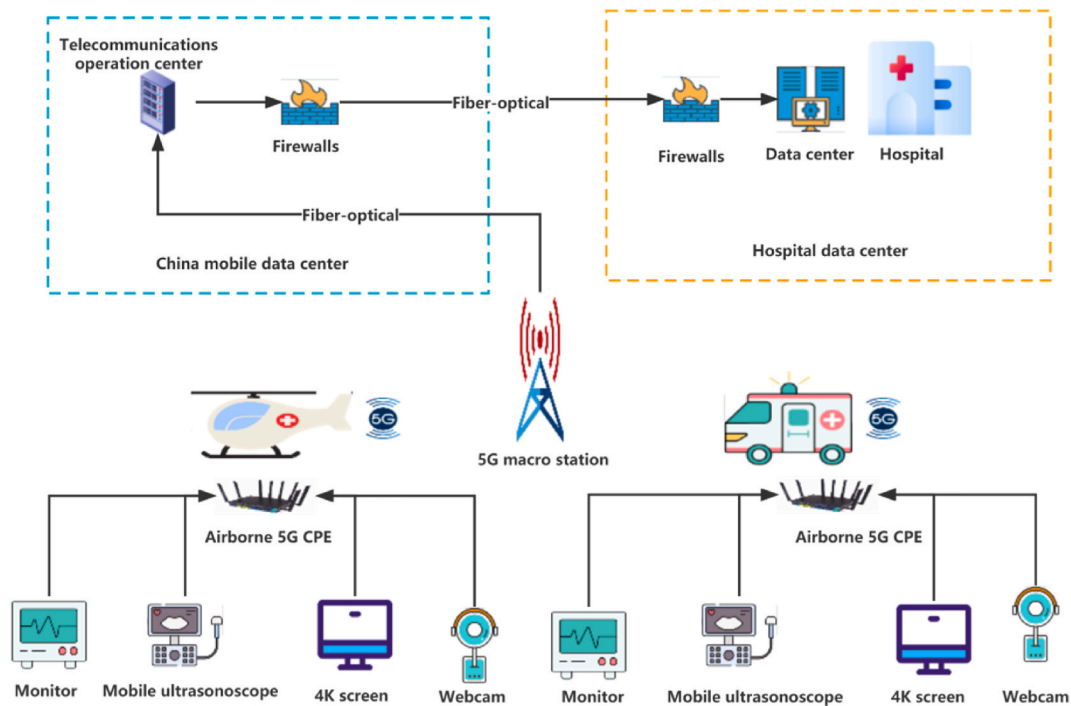 Telecommunications
operation center
Firewalls
Fiber-optical
Firewalls
Data center
Hospital
Fiber-optical
China mobile data center
Hospital data center
5G
5G
5G macro station
Airborne 5G CPE
Airborne 5G CPE
Monitor
Mobile ultrasonoscope
4K screen
Webcam
Monitor
Mobile ultrasonoscope
4K screen
Webcam